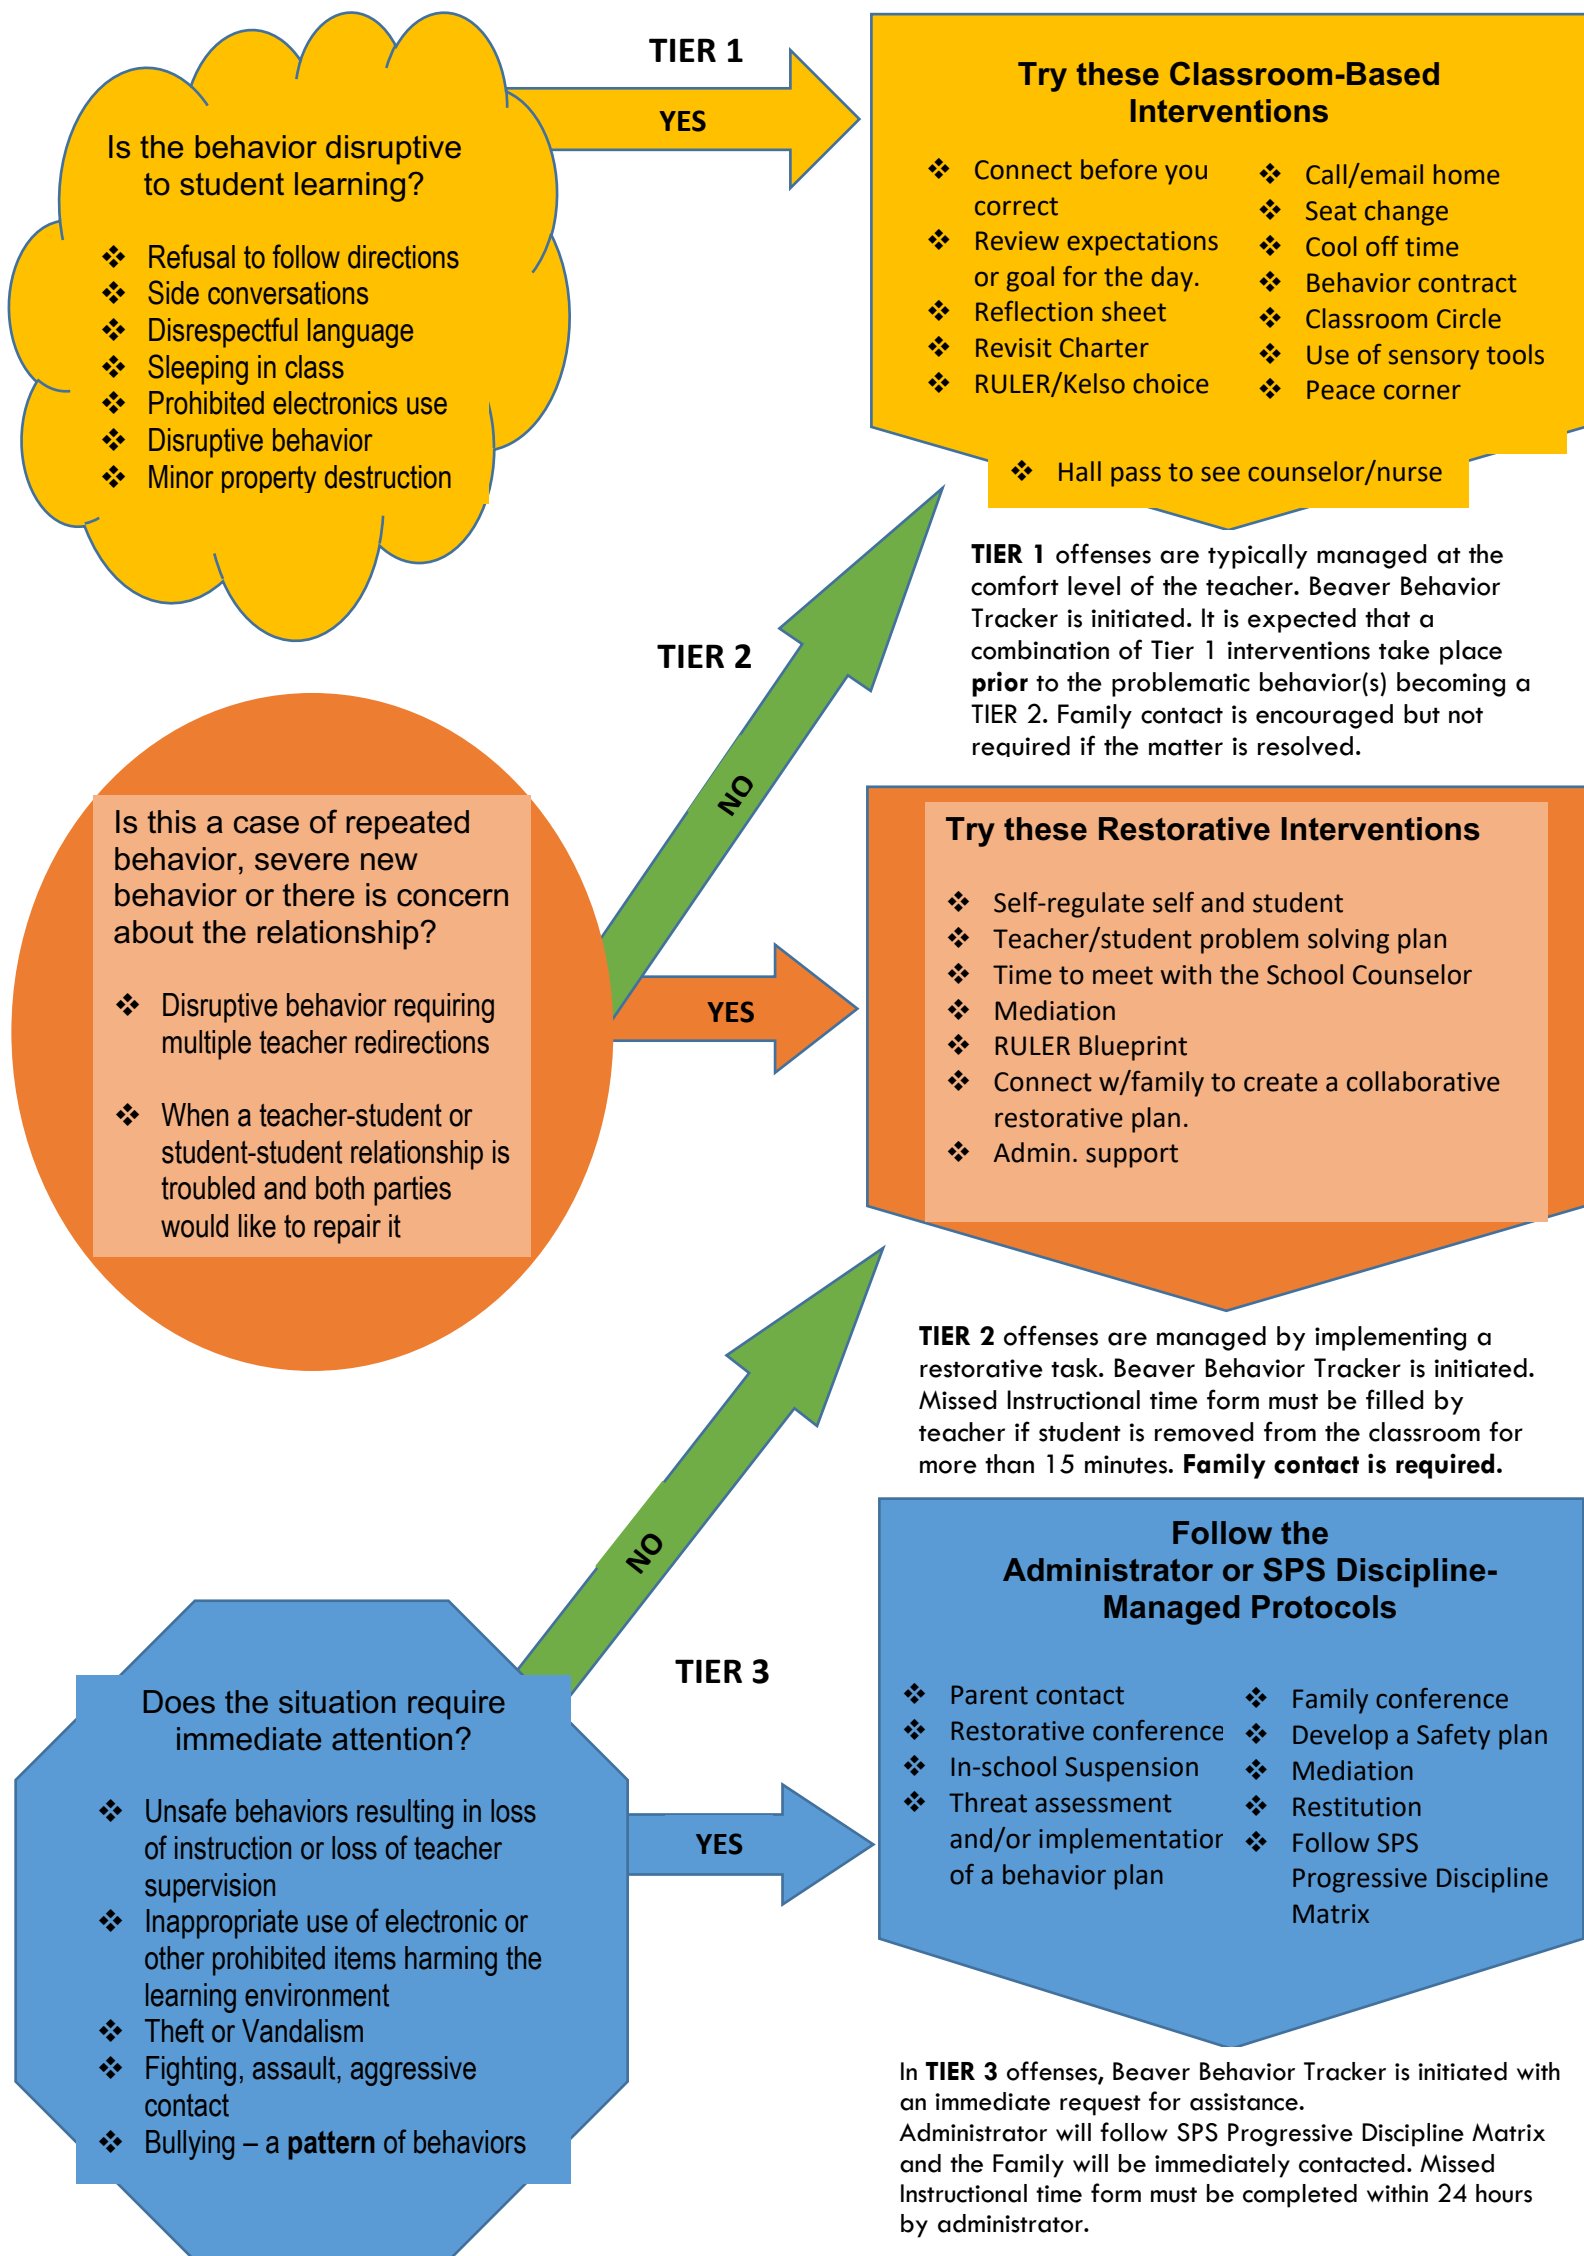 TIER 1
YES
Is the behavior disruptive
to student learning?
❖ Refusal to follow directions
❖ Side conversations
❖ Disrespectful language
❖ Sleeping in class
❖ Prohibited electronics use
❖ Disruptive behavior
❖ Minor property destruction
Try these Classroom-Based
Interventions
❖ Connect before you
correct
❖ Review expectations
or goal for the day.
❖ Reflection sheet
❖ Revisit Charter
❖ RULER/Kelso choice
❖ Call/email home
❖ Seat change
❖ Cool off time
❖ Behavior contract
❖ Classroom Circle
❖ Use of sensory tools
❖ Peace corner
❖ Hall pass to see counselor/nurse
TIER 1 offenses are typically managed at the
comfort level of the teacher. Beaver Behavior
Tracker is initiated. It is expected that a
combination of Tier 1 interventions take place
prior to the problematic behavior(s) becoming a
TIER 2. Family contact is encouraged but not
required if the matter is resolved.
TIER 2
NO
YES
Is this a case of repeated
behavior, severe new
behavior or there is concern
about the relationship?
❖ Disruptive behavior requiring
multiple teacher redirections
❖ When a teacher-student or
student-student relationship is
troubled and both parties
would like to repair it
Try these Restorative Interventions
❖ Self-regulate self and student
❖ Teacher/student problem solving plan
❖ Time to meet with the School Counselor
❖ Mediation
❖ RULER Blueprint
❖ Connect w/family to create a collaborative
restorative plan.
❖ Admin. support
TIER 2 offenses are managed by implementing a
restorative task. Beaver Behavior Tracker is initiated.
Missed Instructional time form must be filled by
teacher if student is removed from the classroom for
more than 15 minutes. Family contact is required.
NO
TIER 3
YES
Does the situation require
immediate attention?
❖ Unsafe behaviors resulting in loss
of instruction or loss of teacher
supervision
❖ Inappropriate use of electronic or
other prohibited items harming the
learning environment
❖ Theft or Vandalism
❖ Fighting, assault, aggressive
contact
❖ Bullying – a pattern of behaviors
Follow the
Administrator or SPS Discipline-
Managed Protocols
❖ Parent contact
❖ Restorative conference
❖ In-school Suspension
❖ Threat assessment
and/or implementation
of a behavior plan
❖ Family conference
❖ Develop a Safety plan
❖ Mediation
❖ Restitution
❖ Follow SPS
Progressive Discipline
Matrix
In TIER 3 offenses, Beaver Behavior Tracker is initiated with
an immediate request for assistance.
Administrator will follow SPS Progressive Discipline Matrix
and the Family will be immediately contacted. Missed
Instructional time form must be completed within 24 hours
by administrator.